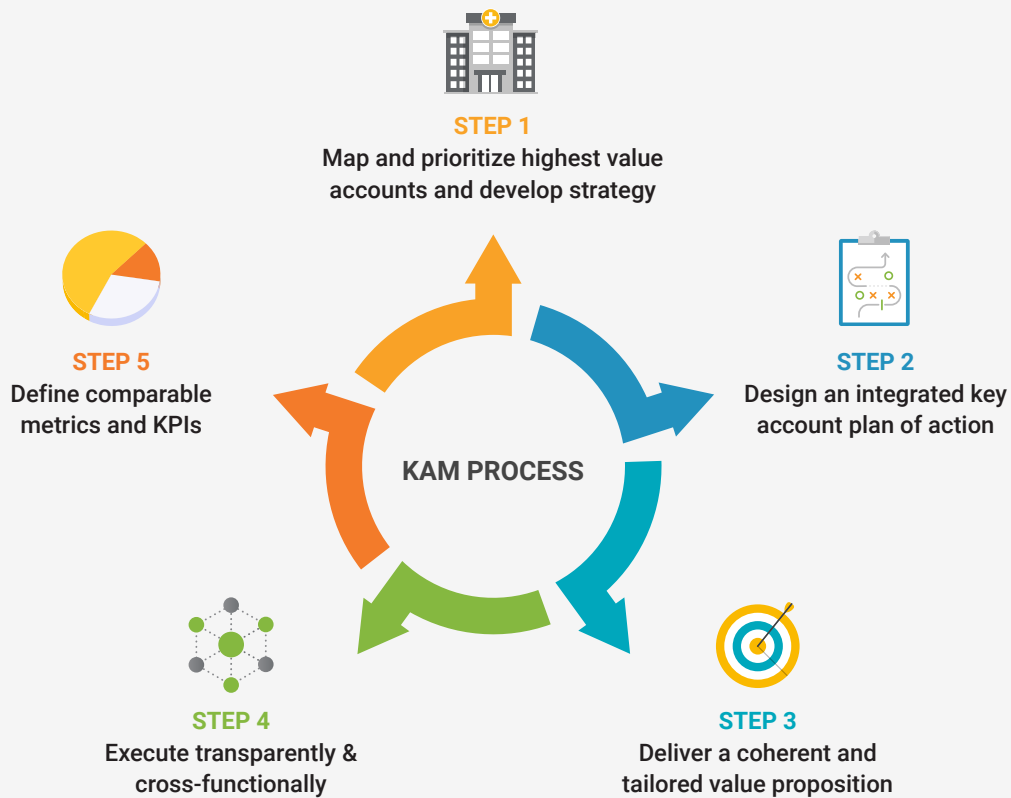 STEP 1
Map and prioritize highest value
accounts and develop strategy
STEP 2
Design an integrated key
account plan of action
STEP 3
Deliver a coherent and
tailored value proposition
STEP 4
Execute transparently &
cross-functionally
STEP 5
Define comparable
metrics and KPIs
KAM PROCESS